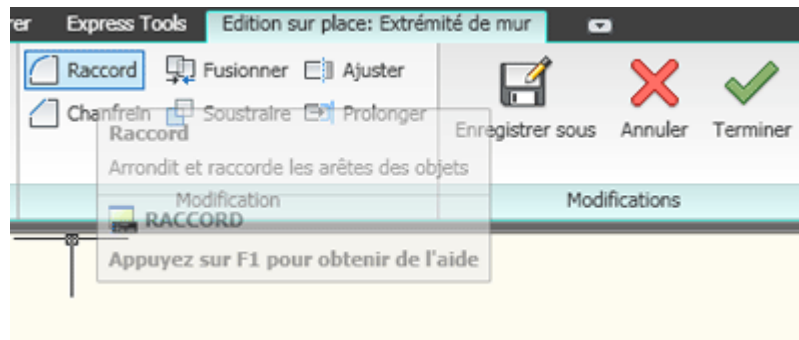 rer Express Tools Edition sur place: Extrémité de mur
Raccord Fusionner Ajuster
Chanfrein Soustraire Prolonger
Enregistrer sous Annuler Terminer
Raccord
Arrondit et raccorde les arêtes des objets
Modification Modifications
RACCORD
Appuyez sur F1 pour obtenir de l'aide